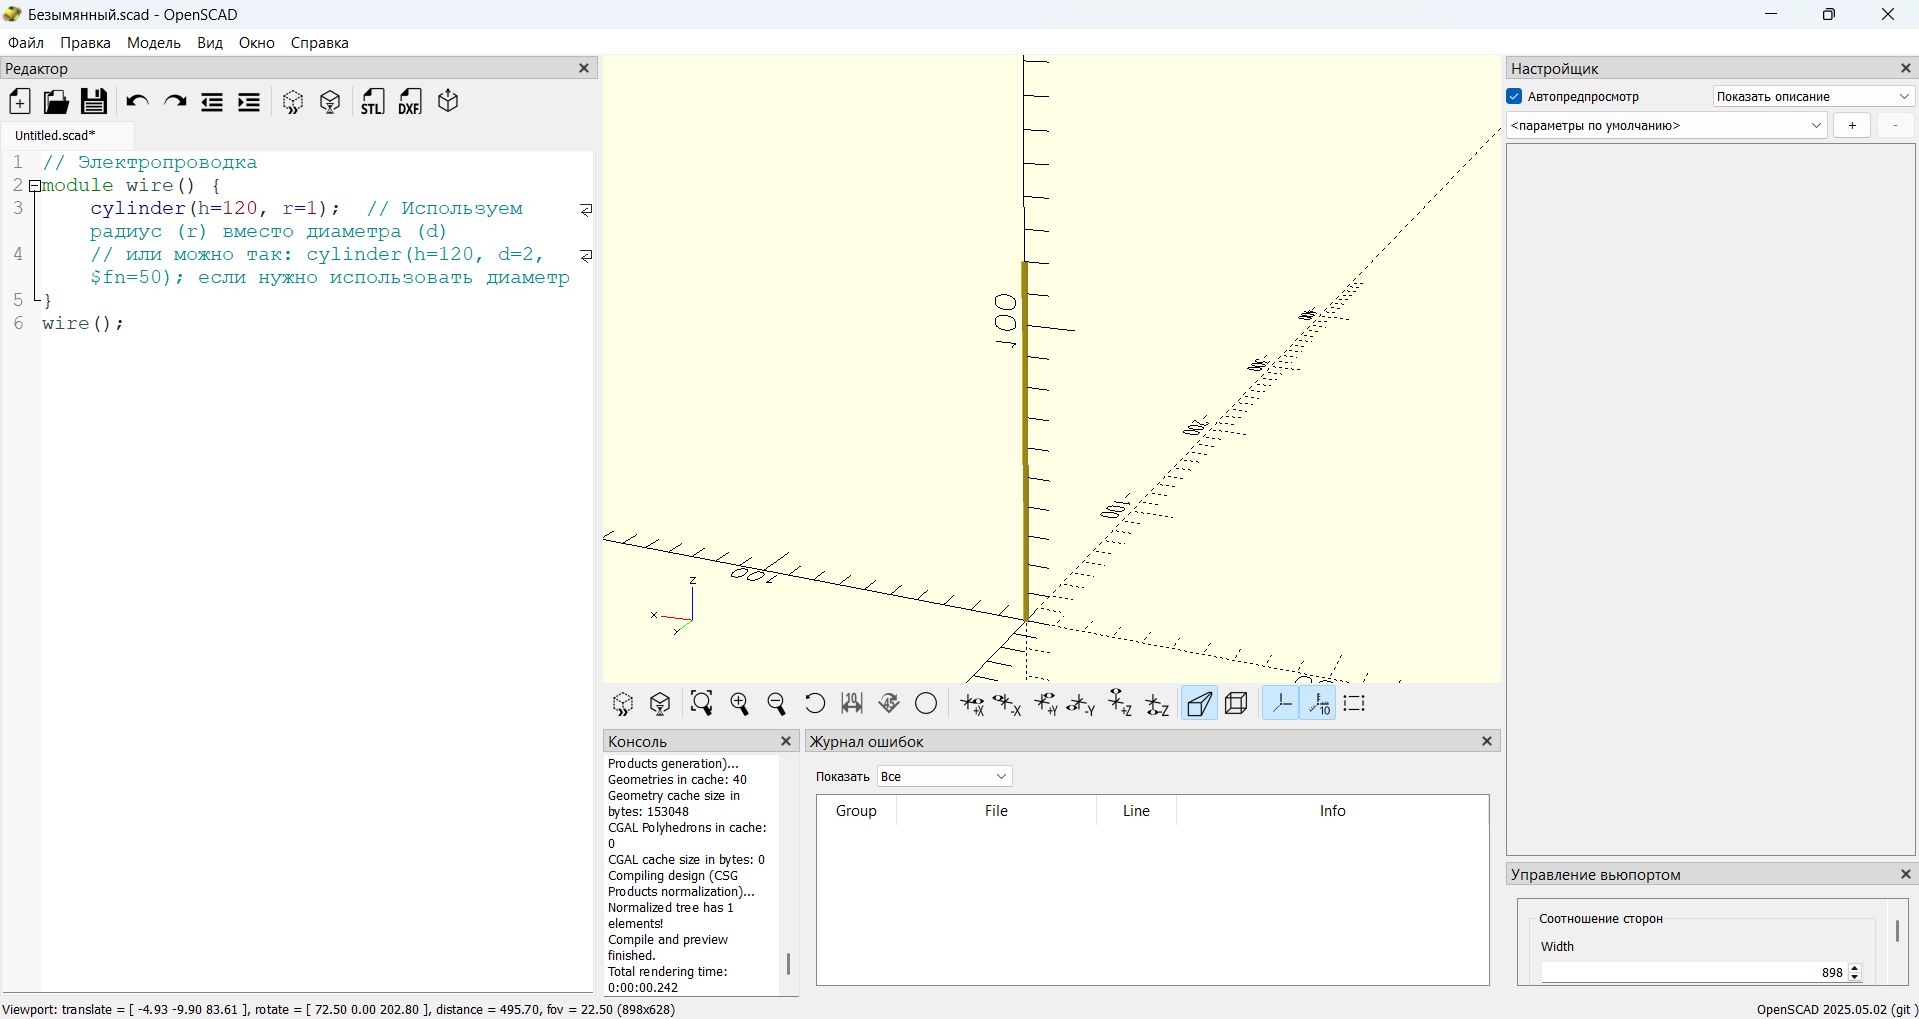 Безымянный.scad - OpenSCAD
Файл Правка Модель Вид Окно Справка
Редактор
STL DXF
Untitled.scad*
1 // Электропроводка
2 module wire() {
3 cylinder(h=120, r=1); // Используем
радиус (r) вместо диаметра (d)
4 // или можно так: cylinder(h=120, d=2,
$fn=50); если нужно использовать диаметр
5 }
6 wire();
100
100
100
z
x
y
10 45 +X -X +Y -Y +Z -Z 10
Консоль
Products generation)...
Geometries in cache: 40
Geometry cache size in
bytes: 153048
CGAL Polyhedrons in cache:
0
CGAL cache size in bytes: 0
Compiling design (CSG
Products normalization)...
Normalized tree has 1
elements!
Compile and preview
finished.
Total rendering time:
0:00:00.242
Журнал ошибок
Показать Все
Group File Line Info
Настройщик
Автопредпросмотр Показать описание
<параметры по умолчанию> + -
Управление вьюпортом
Соотношение сторон
Width
898
Viewport: translate = [ -4.93 -9.90 83.61 ], rotate = [ 72.50 0.00 202.80 ], distance = 495.70, fov = 22.50 (898x628)
OpenSCAD 2025.05.02 (git )